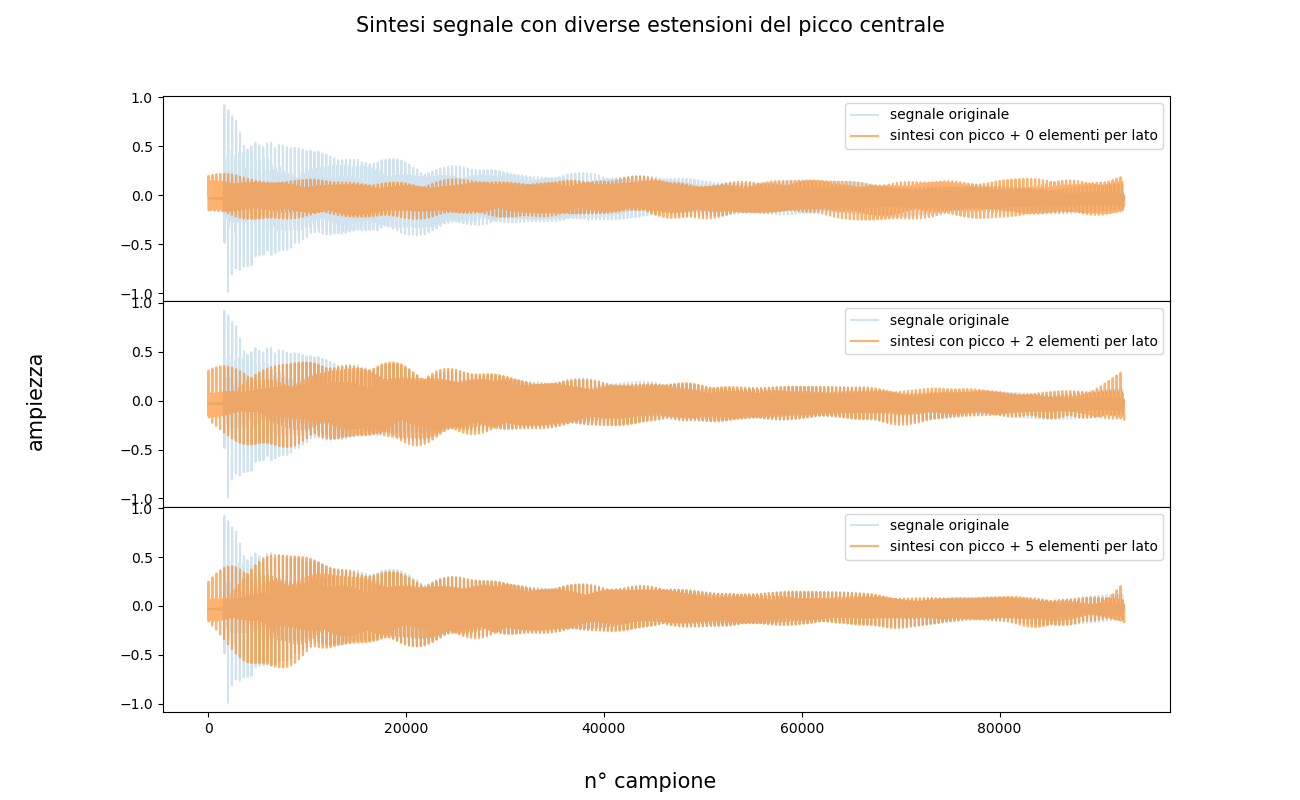 Sintesi segnale con diverse estensioni del picco centrale
1.0
0.5
0.0
−0.5
−1.0
segnale originale
sintesi con picco + 0 elementi per lato
1.0
0.5
0.0
−0.5
−1.0
segnale originale
sintesi con picco + 2 elementi per lato
1.0
0.5
0.0
−0.5
−1.0
segnale originale
sintesi con picco + 5 elementi per lato
0 20000 40000 60000 80000
ampiezza
n° campione